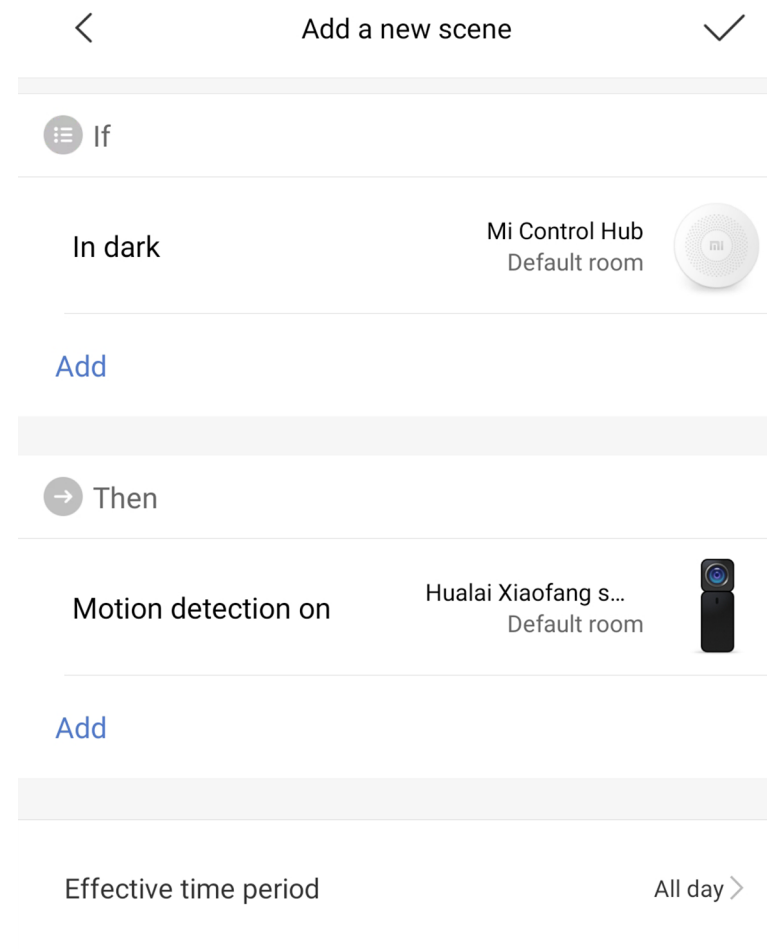 Add a new scene
If
In dark
Mi Control Hub
Default room
mi
Add
Then
Motion detection on
Hualai Xiaofang s...
Default room
Add
Effective time period
All day